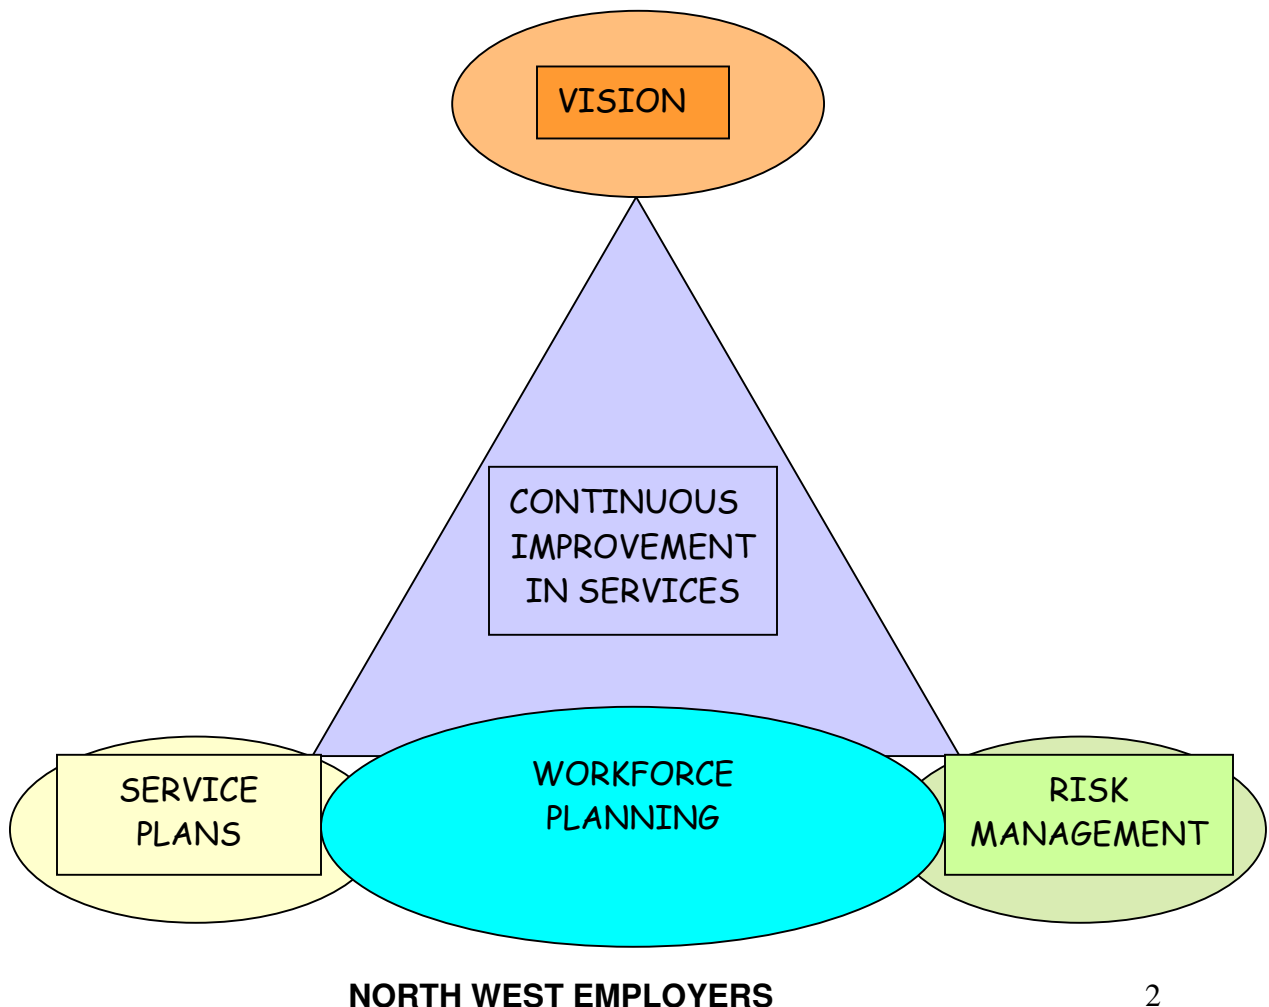 VISION
CONTINUOUS
IMPROVEMENT
IN SERVICES
WORKFORCE
PLANNING
SERVICE
PLANS
RISK
MANAGEMENT
NORTH WEST EMPLOYERS 2